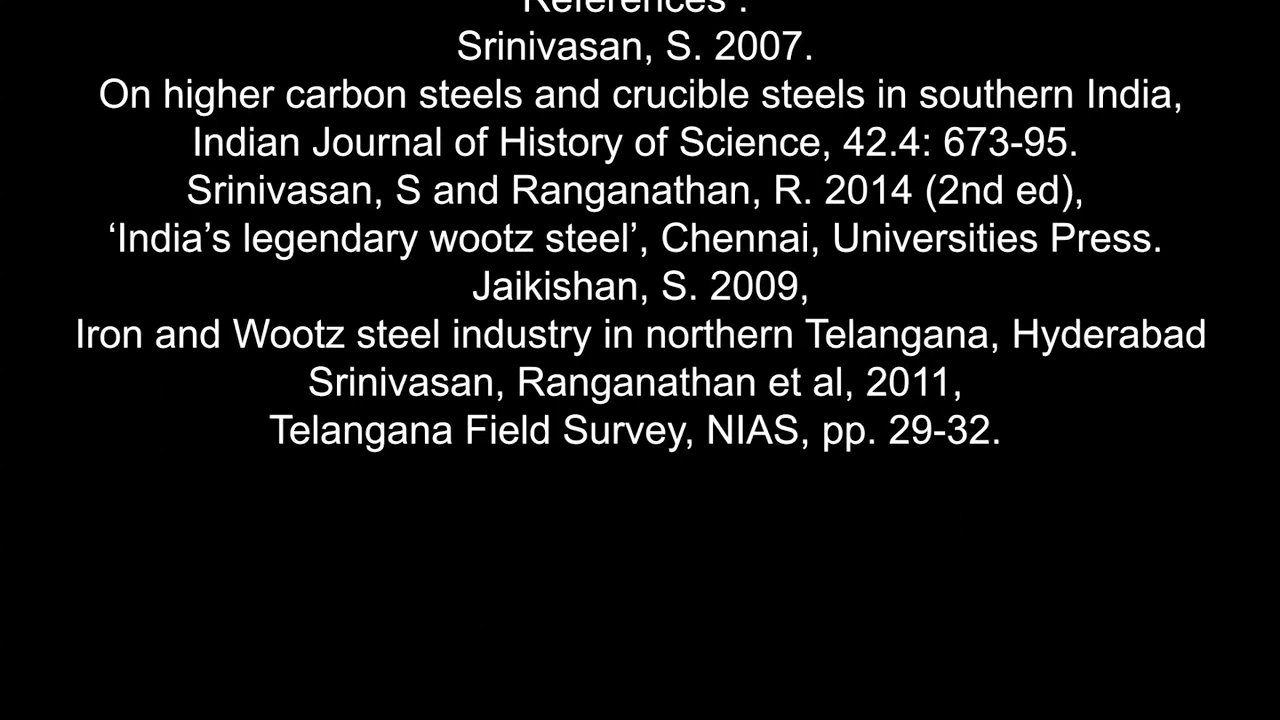 References :
Srinivasan, S. 2007.
On higher carbon steels and crucible steels in southern India,
Indian Journal of History of Science, 42.4: 673-95.
Srinivasan, S and Ranganathan, R. 2014 (2nd ed),
‘India’s legendary wootz steel’, Chennai, Universities Press.
Jaikishan, S. 2009,
Iron and Wootz steel industry in northern Telangana, Hyderabad
Srinivasan, Ranganathan et al, 2011,
Telangana Field Survey, NIAS, pp. 29-32.